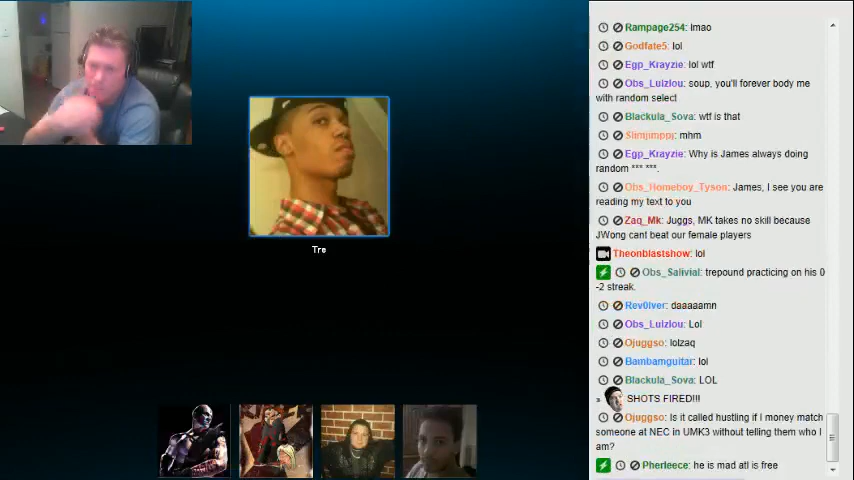 Tre
Rampage254: lmao
Godfate5: lol
Egp_Krayzie: lol wtf
Obs_Luizlou: soup, you'll forever body me
with random select
Blackula_Sova: wtf is that
Slimjimppj: mhm
Egp_Krayzie: Why is James always doing
random *** ***.
Obs_Homeboy_Tyson: James, I see you are
reading my text to you
Zaq_Mk: Juggs, MK takes no skill because
JWong cant beat our female players
Theonblastshow: lol
Obs_Salivial: trepound practicing on his 0
-2 streak.
Rev0lver: daaaaamn
Obs_Luizlou: Lol
Ojuggso: lolzaq
Bambamguitar: lol
Blackula_Sova: LOL
» SHOTS FIRED!!!
Ojuggso: Is it called hustling if I money match
someone at NEC in UMK3 without telling them who I
am?
Pherleece: he is mad atl is free